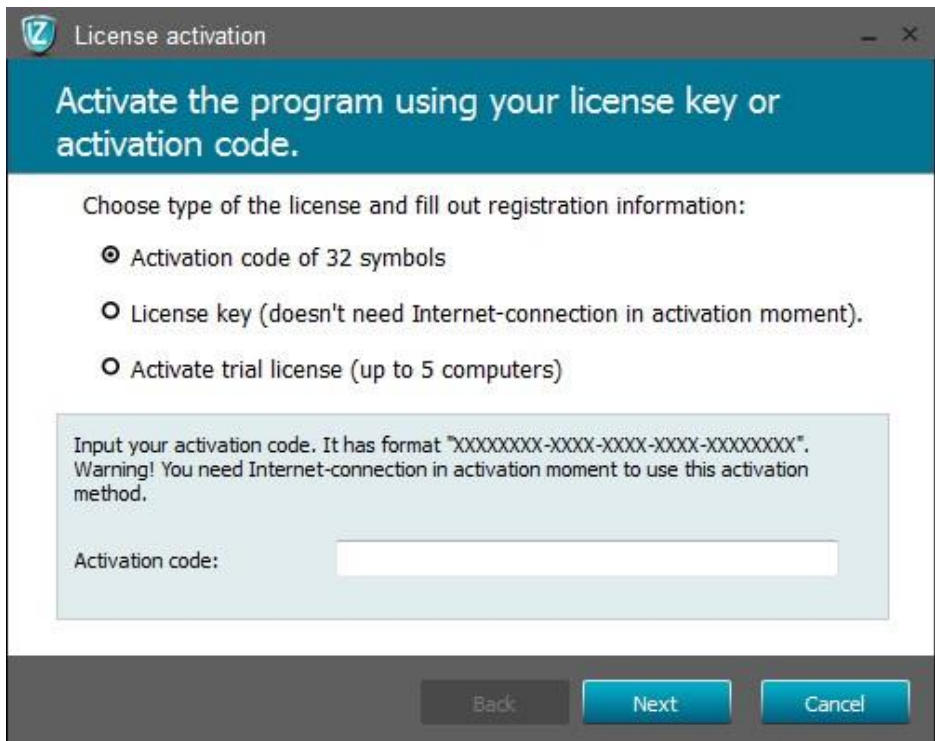 License activation
Activate the program using your license key or
activation code.
Choose type of the license and fill out registration information:
Activation code of 32 symbols
License key (doesn't need Internet-connection in activation moment).
Activate trial license (up to 5 computers)
Input your activation code. It has format "XXXXXXXX-XXXX-XXXX-XXXX-XXXXXXXX".
Warning! You need Internet-connection in activation moment to use this activation
method.
Activation code:
Back Next Cancel